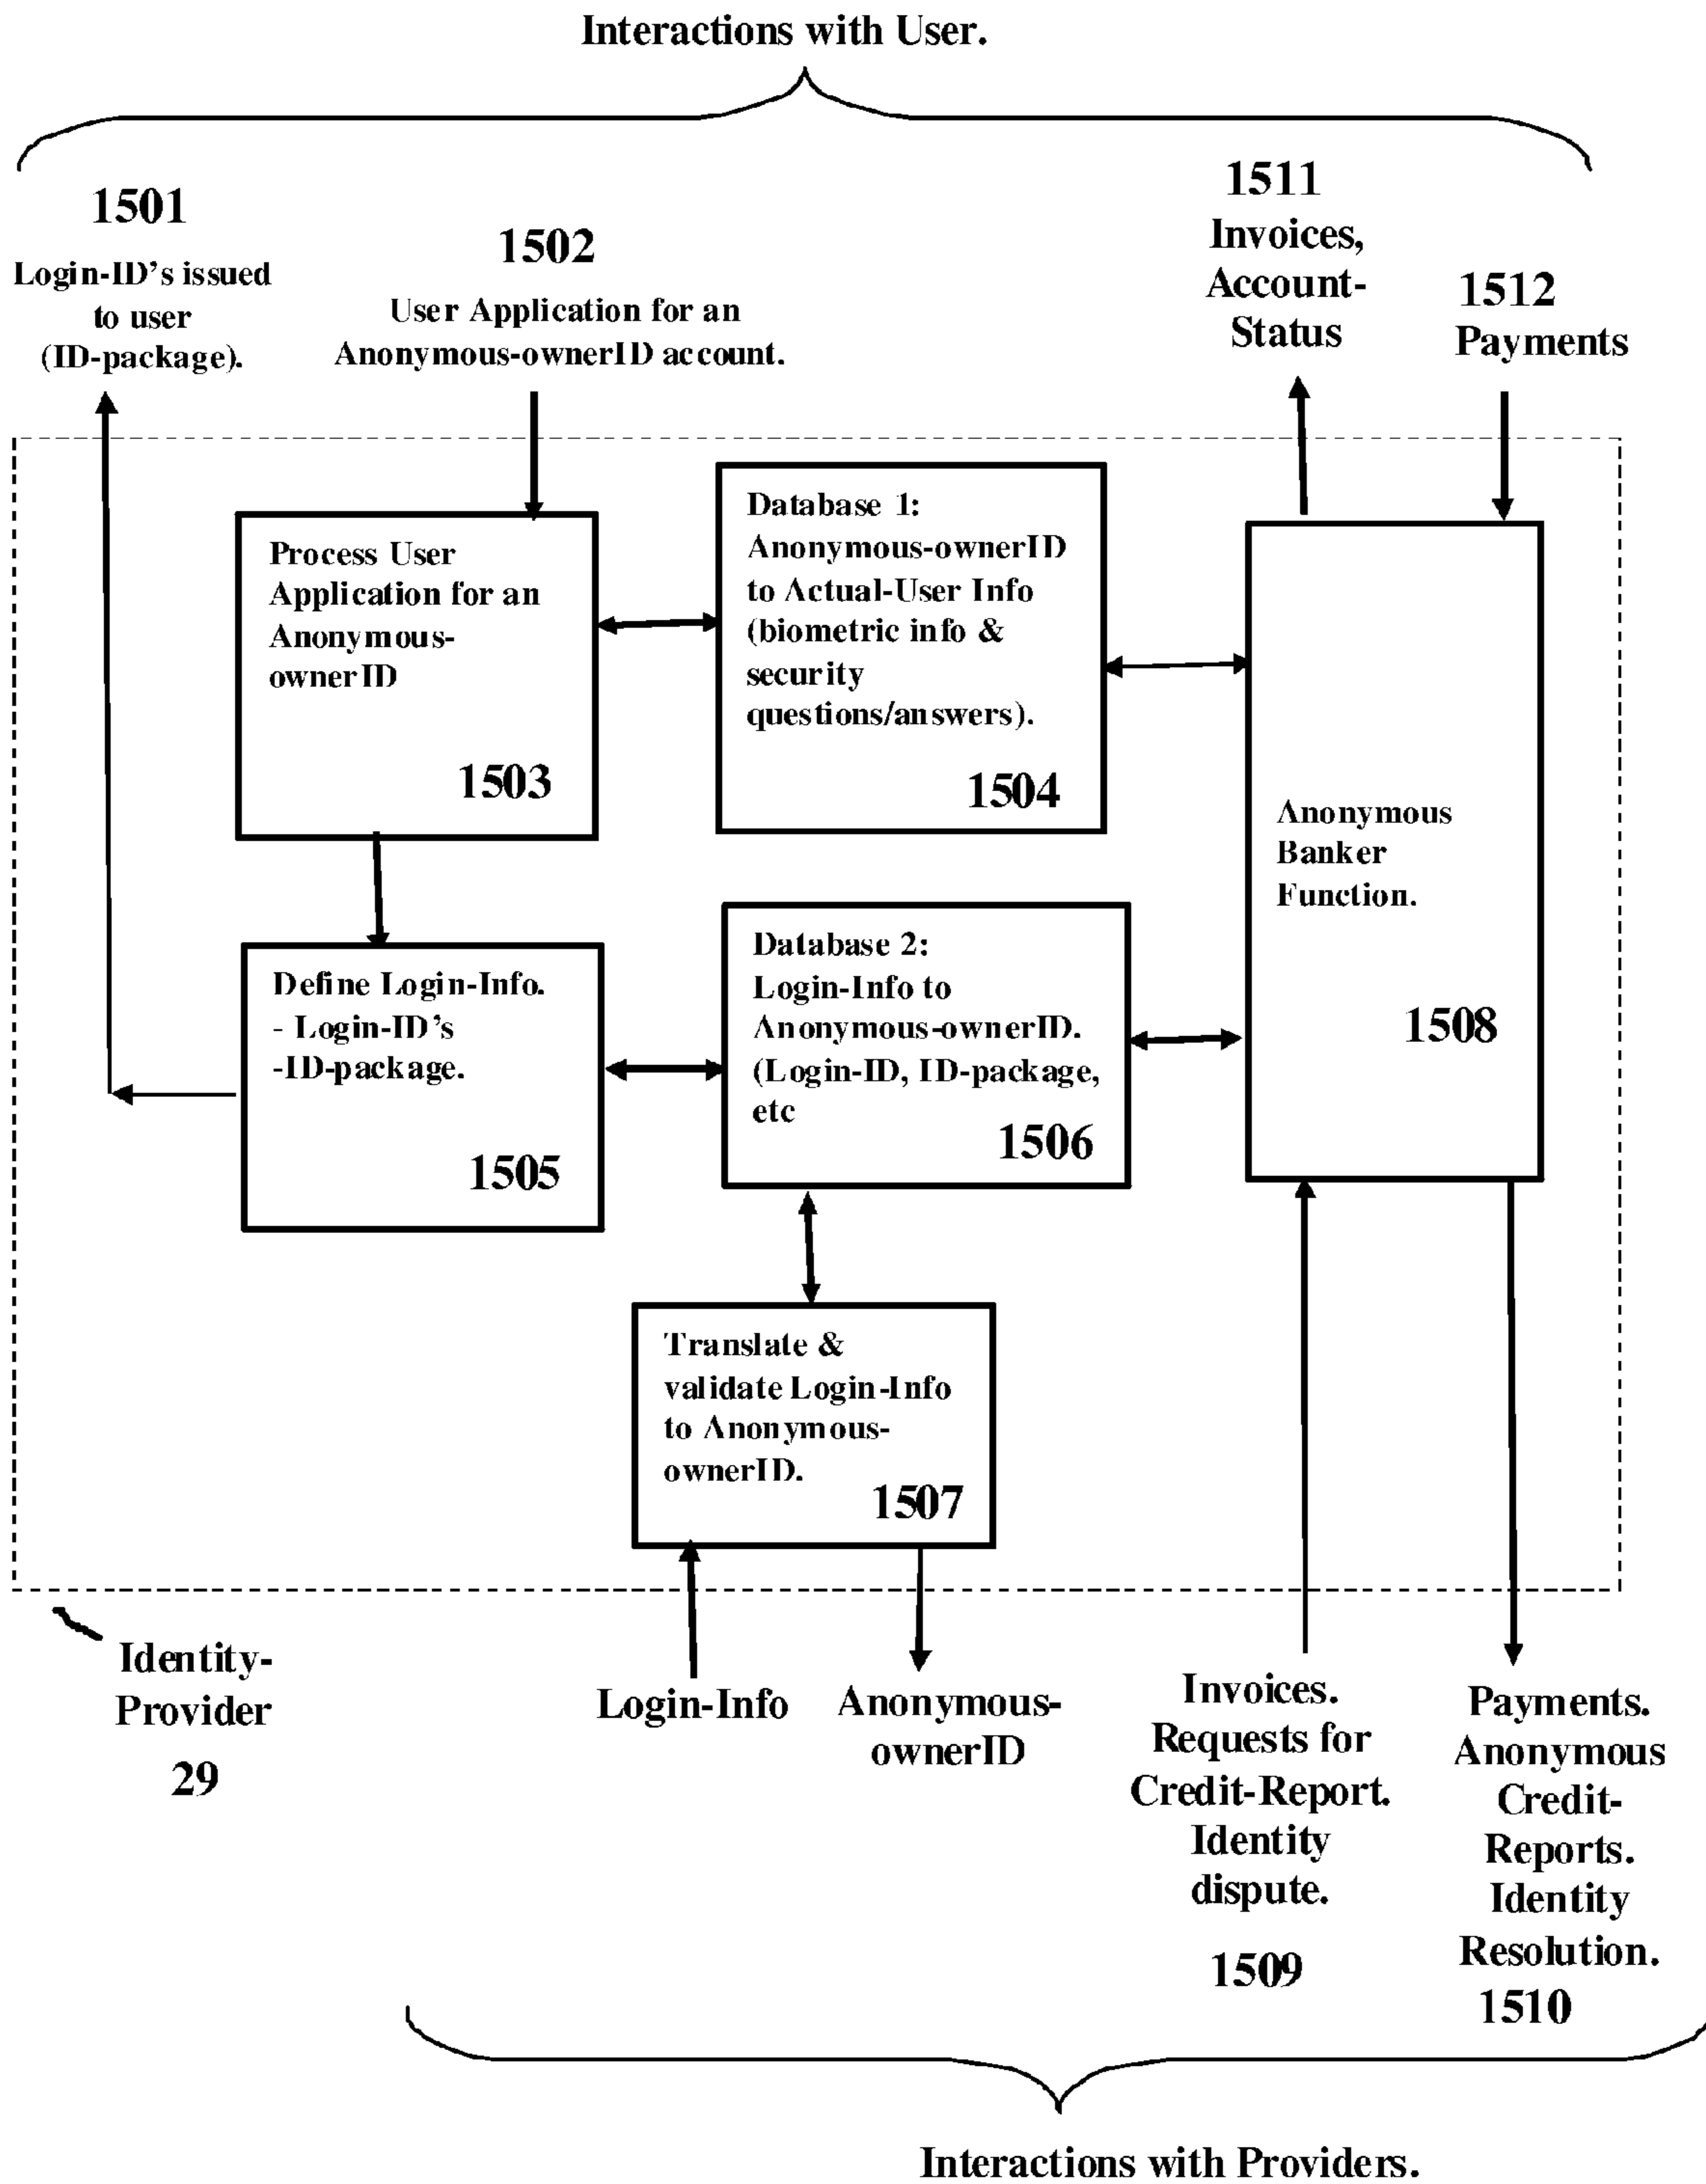 Interactions with User.
1501
Login-ID's issued
to user
(ID-package).
1502
User Application for an
Anonymous-ownerID account.
1511
Invoices,
Account-
Status
1512
Payments
Process User
Application for an
Anonymous-
ownerID
1503
Database 1:
Anonymous-ownerID
to Actual-User Info
(biometric info &
security
questions/answers).
1504
Anonymous
Banker
Function.
1508
Define Login-Info.
- Login-ID's
-ID-package.
1505
Database 2:
Login-Info to
Anonymous-ownerID.
(Login-ID, ID-package,
etc
1506
Translate &
validate Login-Info
to Anonymous-
ownerID.
1507
Identity-
Provider
29
Login-Info
Anonymous-
ownerID
Invoices.
Requests for
Credit-Report.
Identity
dispute.
1509
Payments.
Anonymous
Credit-
Reports.
Identity
Resolution.
1510
Interactions with Providers.